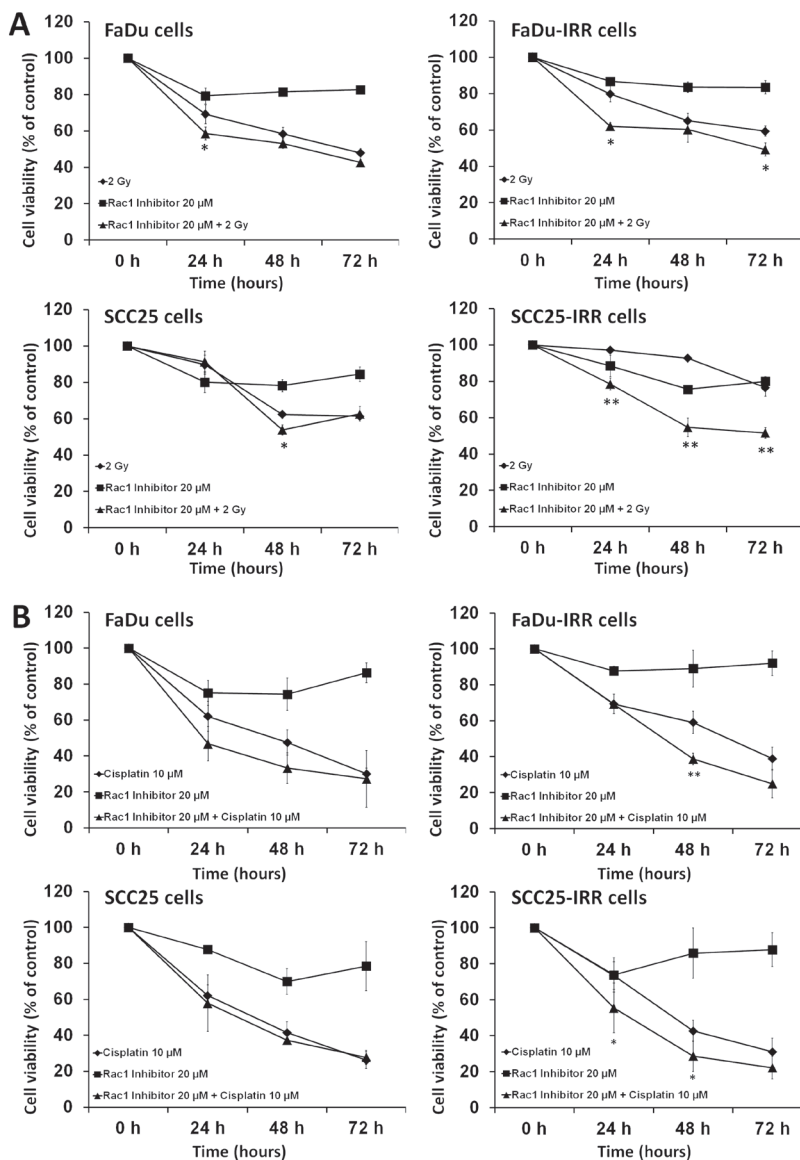 A
FaDu cells
Cell viability (% of control)
120
100
80
60
40
20
0
*
2 Gy
Rac1 Inhibitor 20 µM
Rac1 Inhibitor 20 µM + 2 Gy
0 h 24 h 48 h 72 h
Time (hours)
FaDu-IRR cells
Cell viability (% of control)
120
100
80
60
40
20
0
*
*
2 Gy
Rac1 Inhibitor 20 µM
Rac1 Inhibitor 20 µM + 2 Gy
0 h 24 h 48 h 72 h
Time (hours)
SCC25 cells
Cell viability (% of control)
120
100
80
60
40
20
0
*
2 Gy
Rac1 Inhibitor 20 µM
Rac1 Inhibitor 20 µM + 2 Gy
0 h 24 h 48 h 72 h
Time (hours)
SCC25-IRR cells
Cell viability (% of control)
120
100
80
60
40
20
0
**
**
**
2 Gy
Rac1 Inhibitor 20 µM
Rac1 Inhibitor 20 µM + 2 Gy
0 h 24 h 48 h 72 h
Time (hours)
B
FaDu cells
Cell viability (% of control)
120
100
80
60
40
20
0
Cisplatin 10 µM
Rac1 Inhibitor 20 µM
Rac1 Inhibitor 20 µM + Cisplatin 10 µM
0 h 24 h 48 h 72 h
Time (hours)
FaDu-IRR cells
Cell viability (% of control)
120
100
80
60
40
20
0
**
Cisplatin 10 µM
Rac1 Inhibitor 20 µM
Rac1 Inhibitor 20 µM + Cisplatin 10 µM
0 h 24 h 48 h 72 h
Time (hours)
SCC25 cells
Cell viability (% of control)
120
100
80
60
40
20
0
Cisplatin 10 µM
Rac1 Inhibitor 20 µM
Rac1 Inhibitor 20 µM + Cisplatin 10 µM
0 h 24 h 48 h 72 h
Time (hours)
SCC25-IRR cells
Cell viability (% of control)
120
100
80
60
40
20
0
*
*
Cisplatin 10 µM
Rac1 Inhibitor 20 µM
Rac1 Inhibitor 20 µM + Cisplatin 10 µM
0 h 24 h 48 h 72 h
Time (hours)